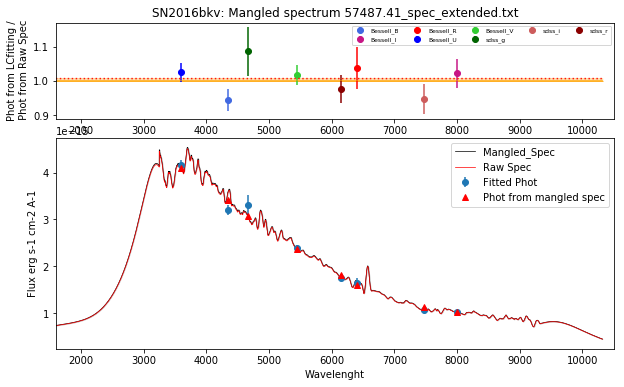 SN2016bkv: Mangled spectrum 57487.41_spec_extended.txt
Phot from LCfitting /
Phot from Raw Spec
1.1
1.0
0.9
Bessell_B
Bessell_I
Bessell_R
Bessell_U
Bessell_V
sdss_g
sdss_i
sdss_r
2000 3000 4000 5000 6000 7000 8000 9000 10000
Flux erg s-1 cm-2 A-1
4
3
2
1
Mangled_Spec
Raw Spec
Fitted Phot
Phot from mangled spec
2000 3000 4000 5000 6000 7000 8000 9000 10000
Wavelenght